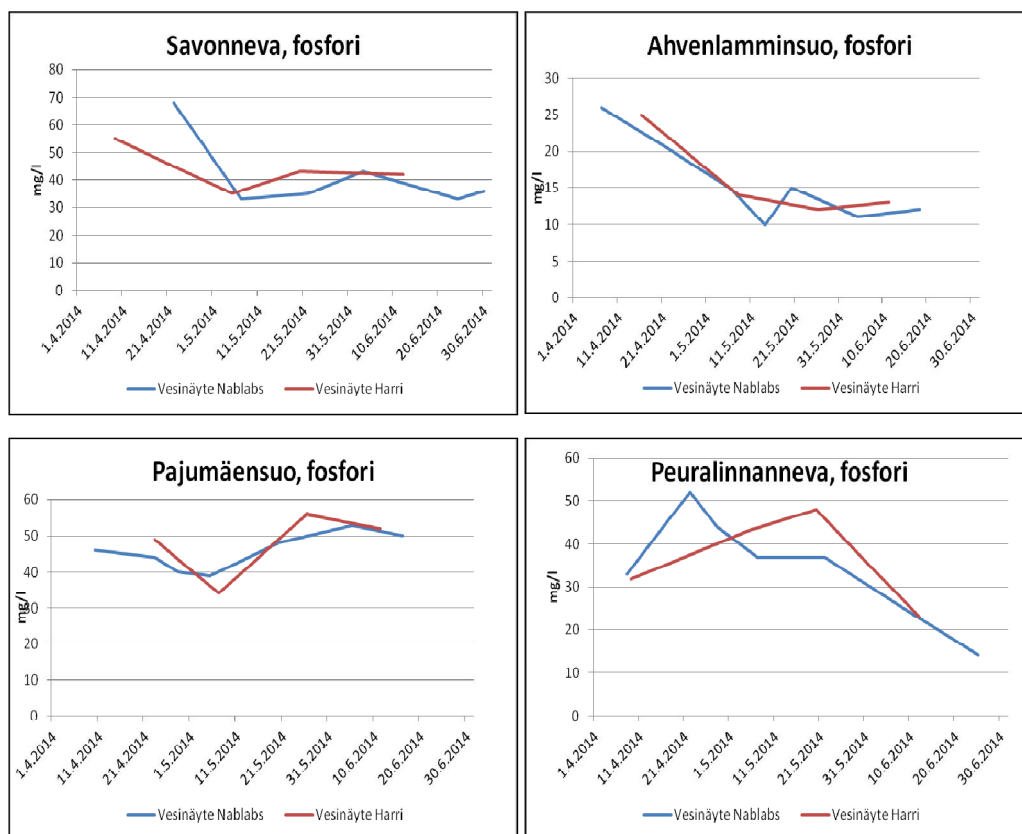 Savonneva, fosfori
mg/l
80
70
60
50
40
30
20
10
0
1.4.2014 11.4.2014 21.4.2014 1.5.2014 11.5.2014 21.5.2014 31.5.2014 10.6.2014 20.6.2014 30.6.2014
Vesinäyte Nablabs Vesinäyte Harri
Ahvenlamminsuo, fosfori
mg/l
30
25
20
15
10
5
0
1.4.2014 11.4.2014 21.4.2014 1.5.2014 11.5.2014 21.5.2014 31.5.2014 10.6.2014 20.6.2014 30.6.2014
Vesinäyte Nablabs Vesinäyte Harri
Pajumäensuo, fosfori
mg/l
60
50
40
30
20
10
0
1.4.2014 11.4.2014 21.4.2014 1.5.2014 11.5.2014 21.5.2014 31.5.2014 10.6.2014 20.6.2014 30.6.2014
Vesinäyte Nablabs Vesinäyte Harri
Peuralinnanneva, fosfori
mg/l
60
50
40
30
20
10
0
1.4.2014 11.4.2014 21.4.2014 1.5.2014 11.5.2014 21.5.2014 31.5.2014 10.6.2014 20.6.2014 30.6.2014
Vesinäyte Nablabs Vesinäyte Harri